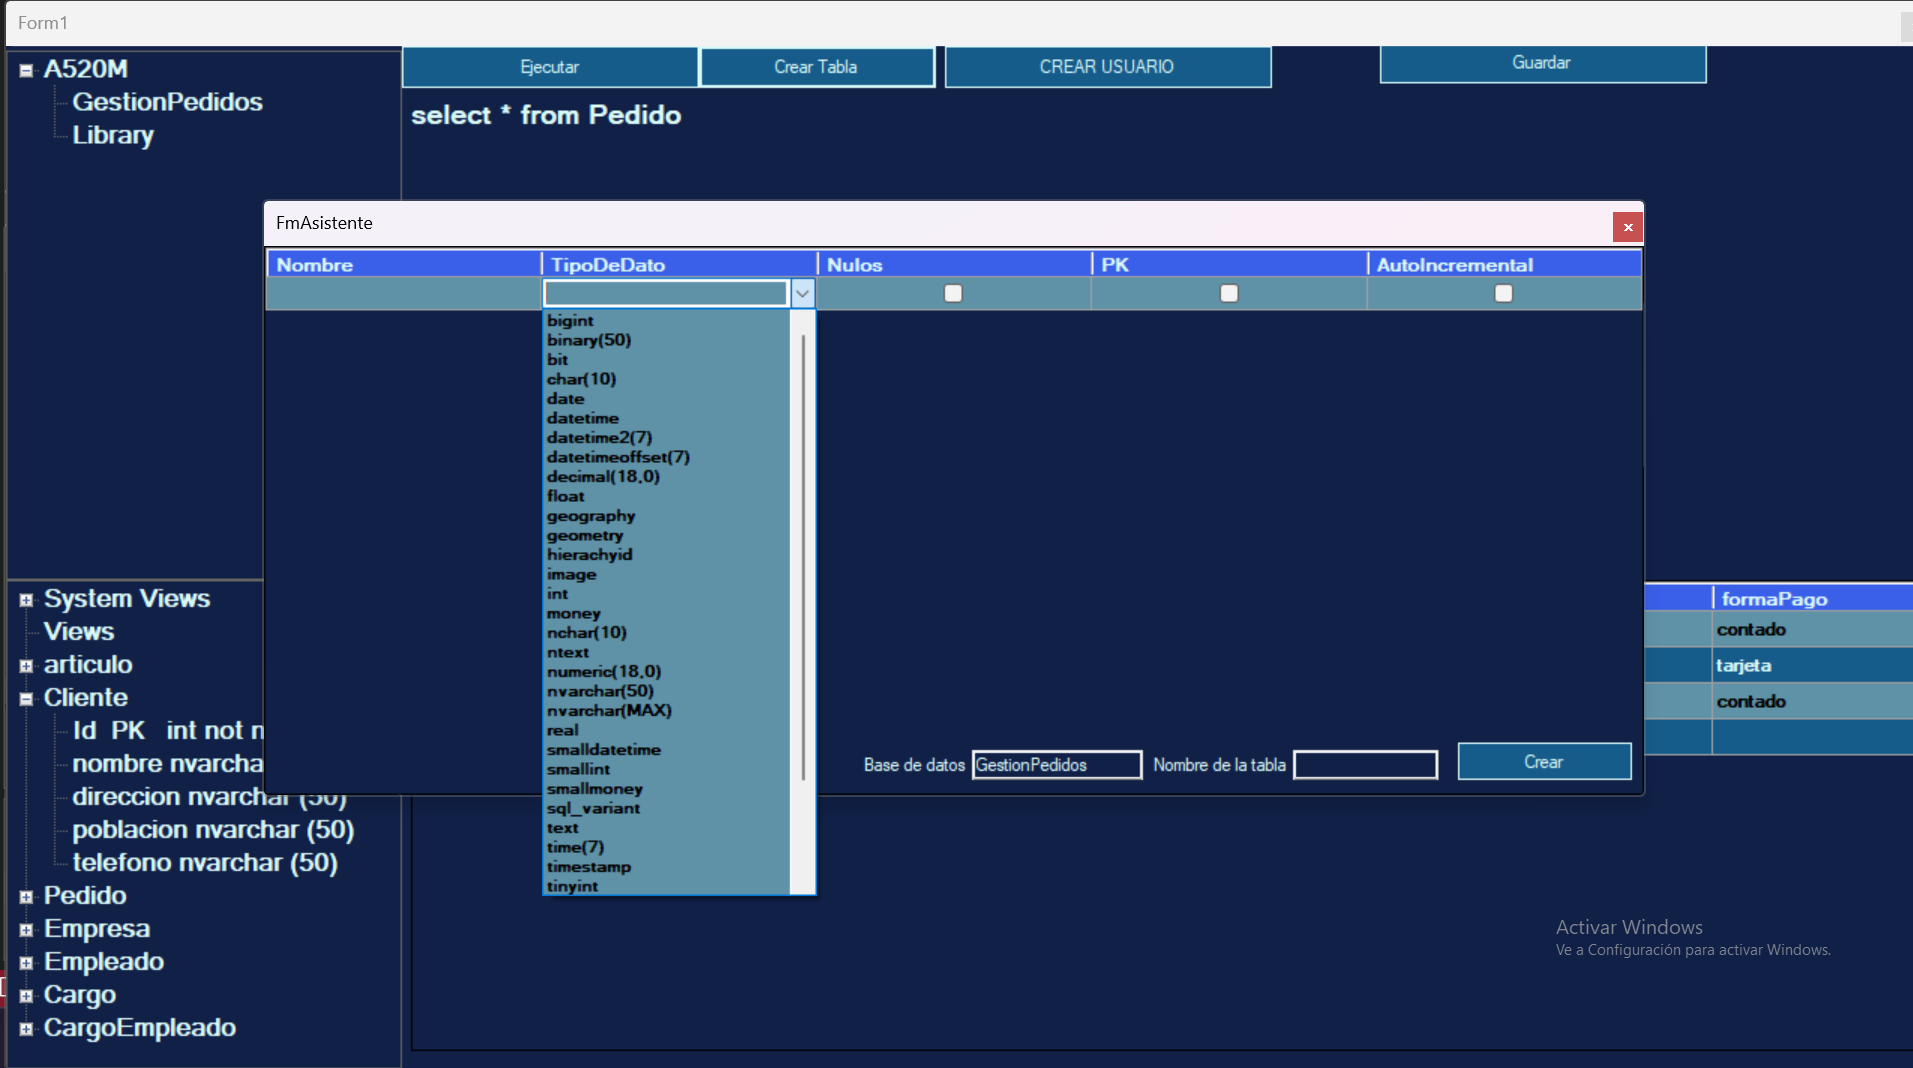 Form1
A520M
GestionPedidos
Library
Ejecutar
Crear Tabla
CREAR USUARIO
Guardar
select * from Pedido
FmAsistente
Nombre TipoDeDato Nulos PK AutoIncremental
bigint
binary(50)
bit
char(10)
date
datetime
datetime2(7)
datetimeoffset(7)
decimal(18,0)
float
geography
geometry
hierachyid
image
int
money
nchar(10)
ntext
numeric(18,0)
nvarchar(50)
nvarchar(MAX)
real
smalldatetime
smallint
smallmoney
sql_variant
text
time(7)
timestamp
tinyint
Base de datos GestionPedidos Nombre de la tabla Crear
System Views
Views
articulo
Cliente
Id PK int not n
nombre nvarcha
direccion nvarchar (50)
poblacion nvarchar (50)
telefono nvarchar (50)
Pedido
Empresa
Empleado
Cargo
CargoEmpleado
formaPago
contado
tarjeta
contado
Activar Windows
Ve a Configuración para activar Windows.